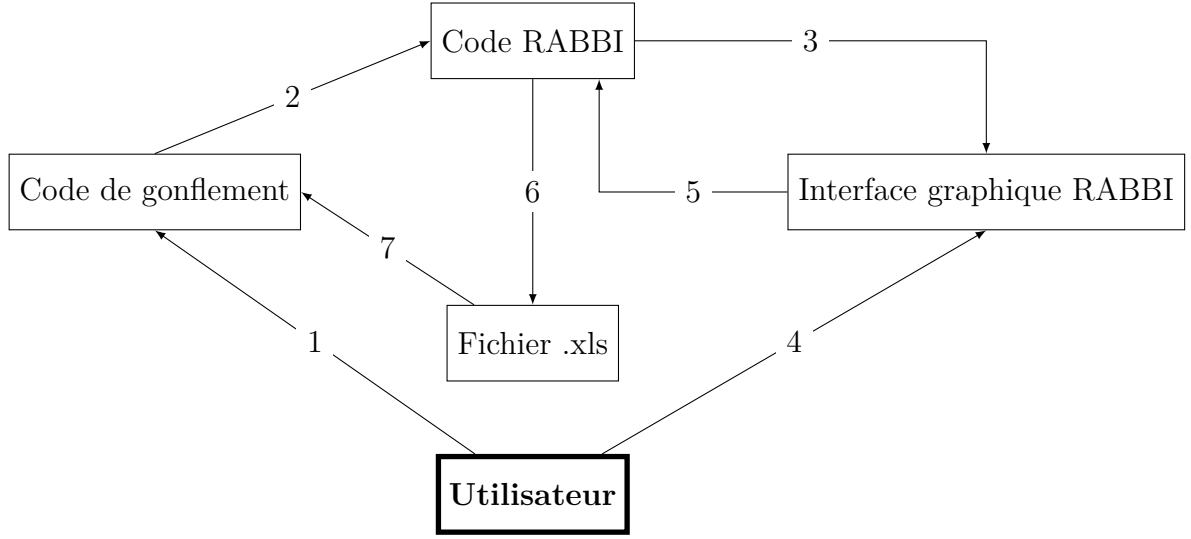 Code RABBI
3
2
Code de gonflement
6
5
Interface graphique RABBI
7
1
Fichier .xls
4
Utilisateur